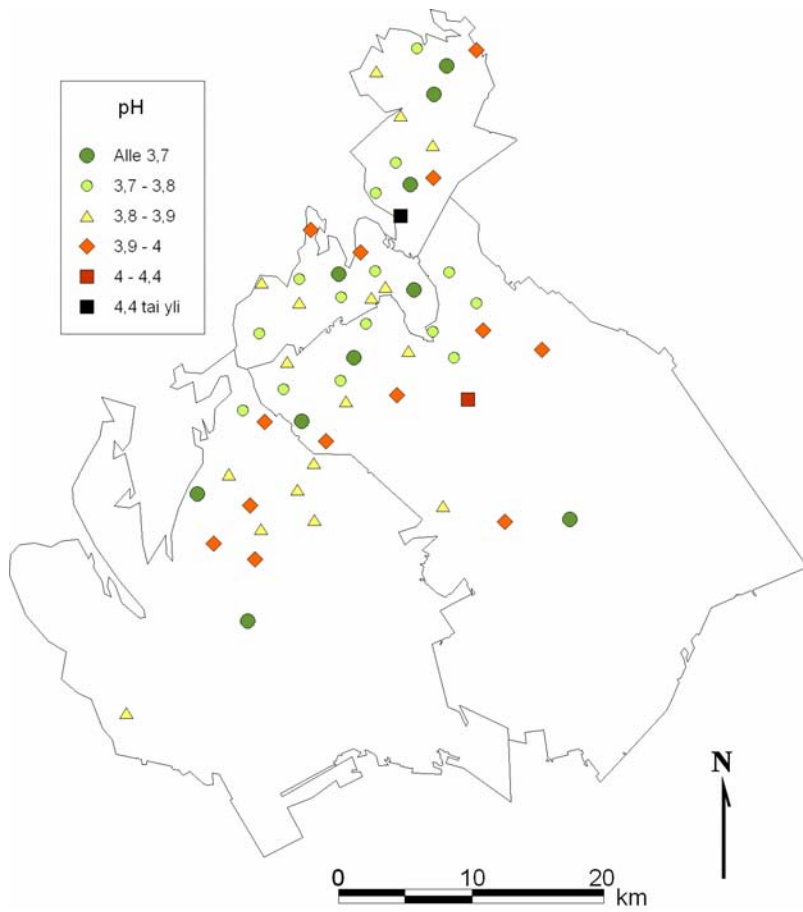 pH
Alle 3,7
3,7 - 3,8
3,8 - 3,9
3,9 - 4
4 - 4,4
4,4 tai yli
N
0 10 20
km